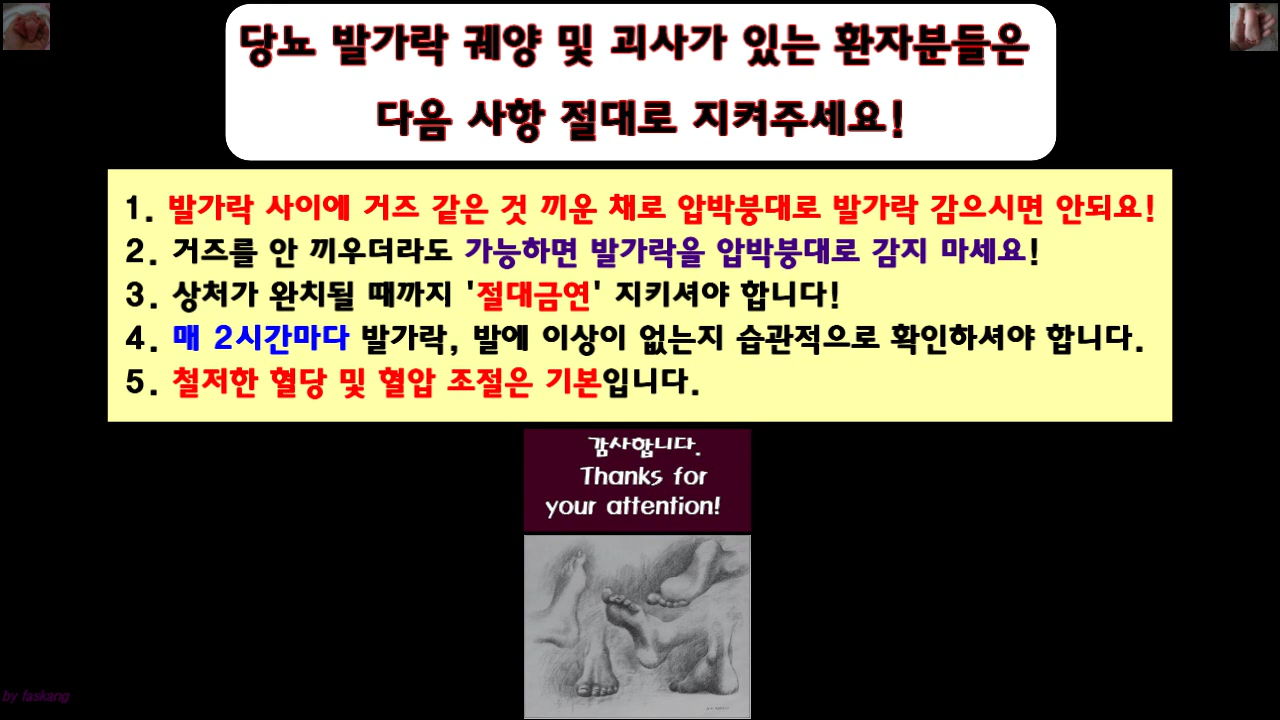 당뇨 발가락 궤양 및 괴사가 있는 환자분들은
다음 사항 절대로 지켜주세요!
1. 발가락 사이에 거즈 같은 것 끼운 채로 압박붕대로 발가락 감으시면 안되요!
2. 거즈를 안 끼우더라도 가능하면 발가락을 압박붕대로 감지 마세요!
3. 상처가 완치될 때까지 '절대금연' 지키셔야 합니다!
4. 매 2시간마다 발가락, 발에 이상이 없는지 습관적으로 확인하셔야 합니다.
5. 철저한 혈당 및 혈압 조절은 기본입니다.
감사합니다.
Thanks for
your attention!
by faskang